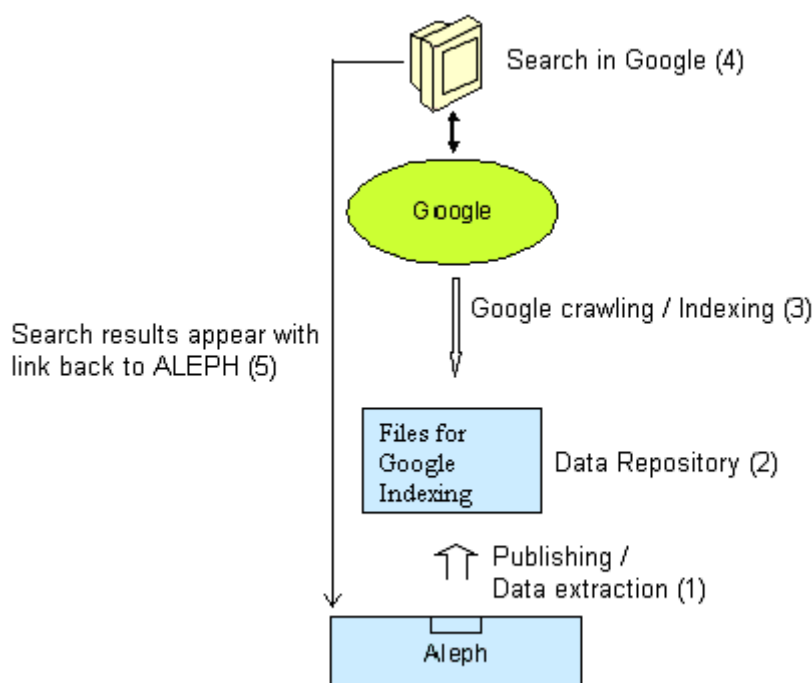 Search in Google (4)
Google
Google crawling / Indexing (3)
Search results appear with
link back to ALEPH (5)
Files for
Google
Indexing
Data Repository (2)
Publishing /
Data extraction (1)
Aleph